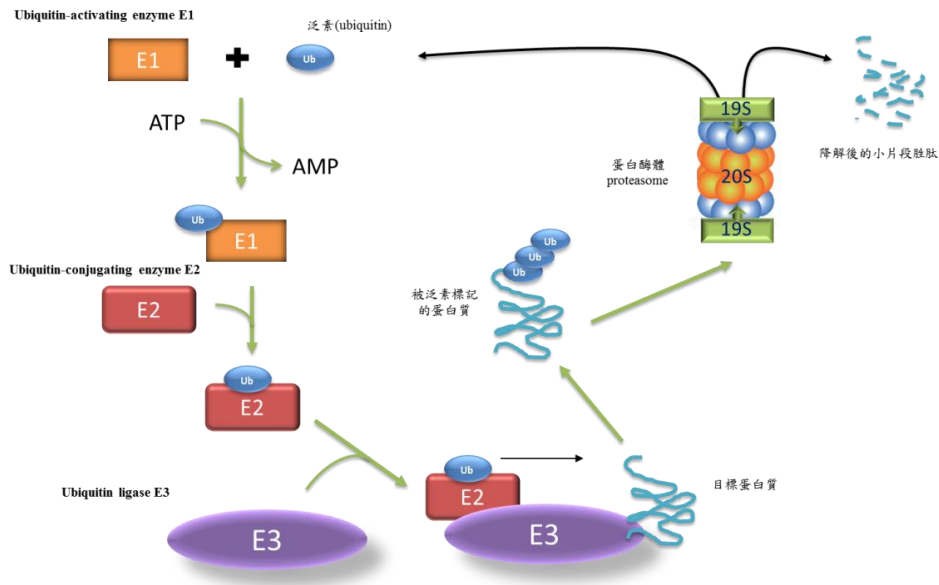 Ubiquitin-activating enzyme E1
泛素(ubiquitin)
E1
+
Ub
ATP
AMP
Ub
E1
Ubiquitin-conjugating enzyme E2
E2
Ub
E2
Ubiquitin ligase E3
E3
Ub
E2
E3
目標蛋白質
被泛素標記
的蛋白質
Ub
Ub
Ub
蛋白酶體
proteasome
19S
20S
19S
降解後的小片段胜肽